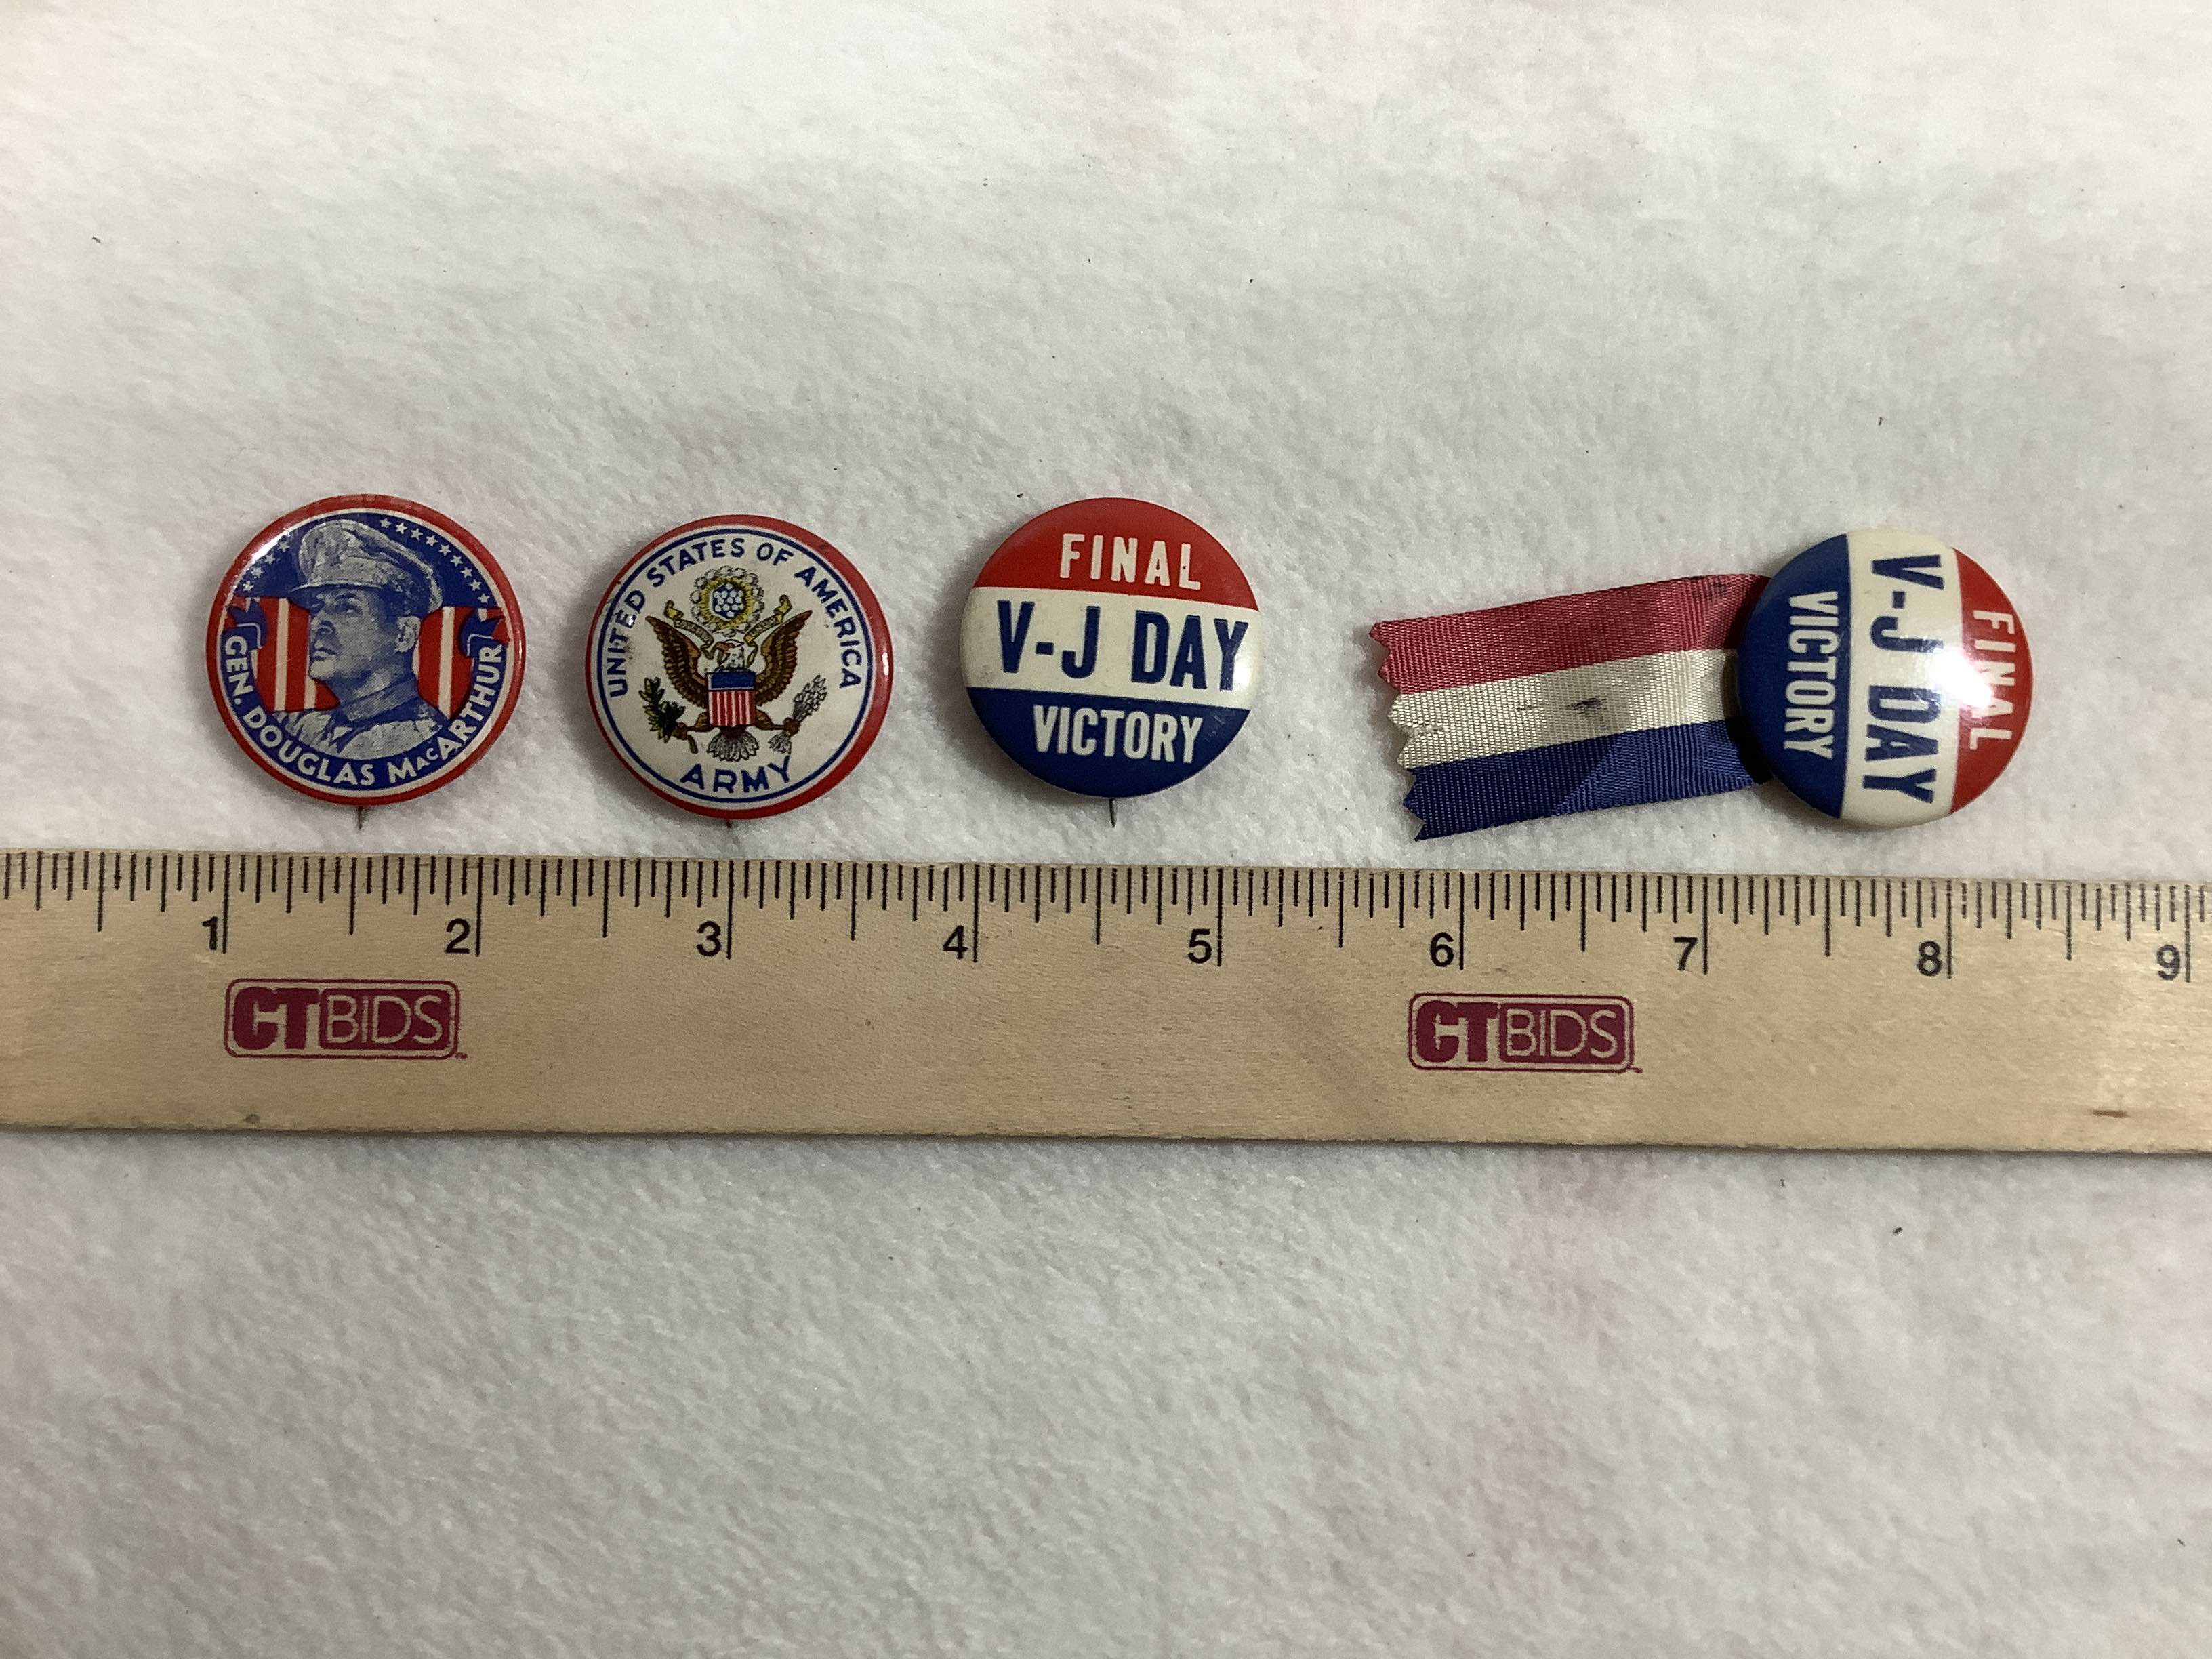 GEN. DOUGLAS MACARTHUR
UNITED STATES OF AMERICA
ARMY
FINAL
V-J DAY
VICTORY
FINAL
V-J DAY
VICTORY
1 2 3 4 5 6 7 8 9
CTBIDS CTBIDS